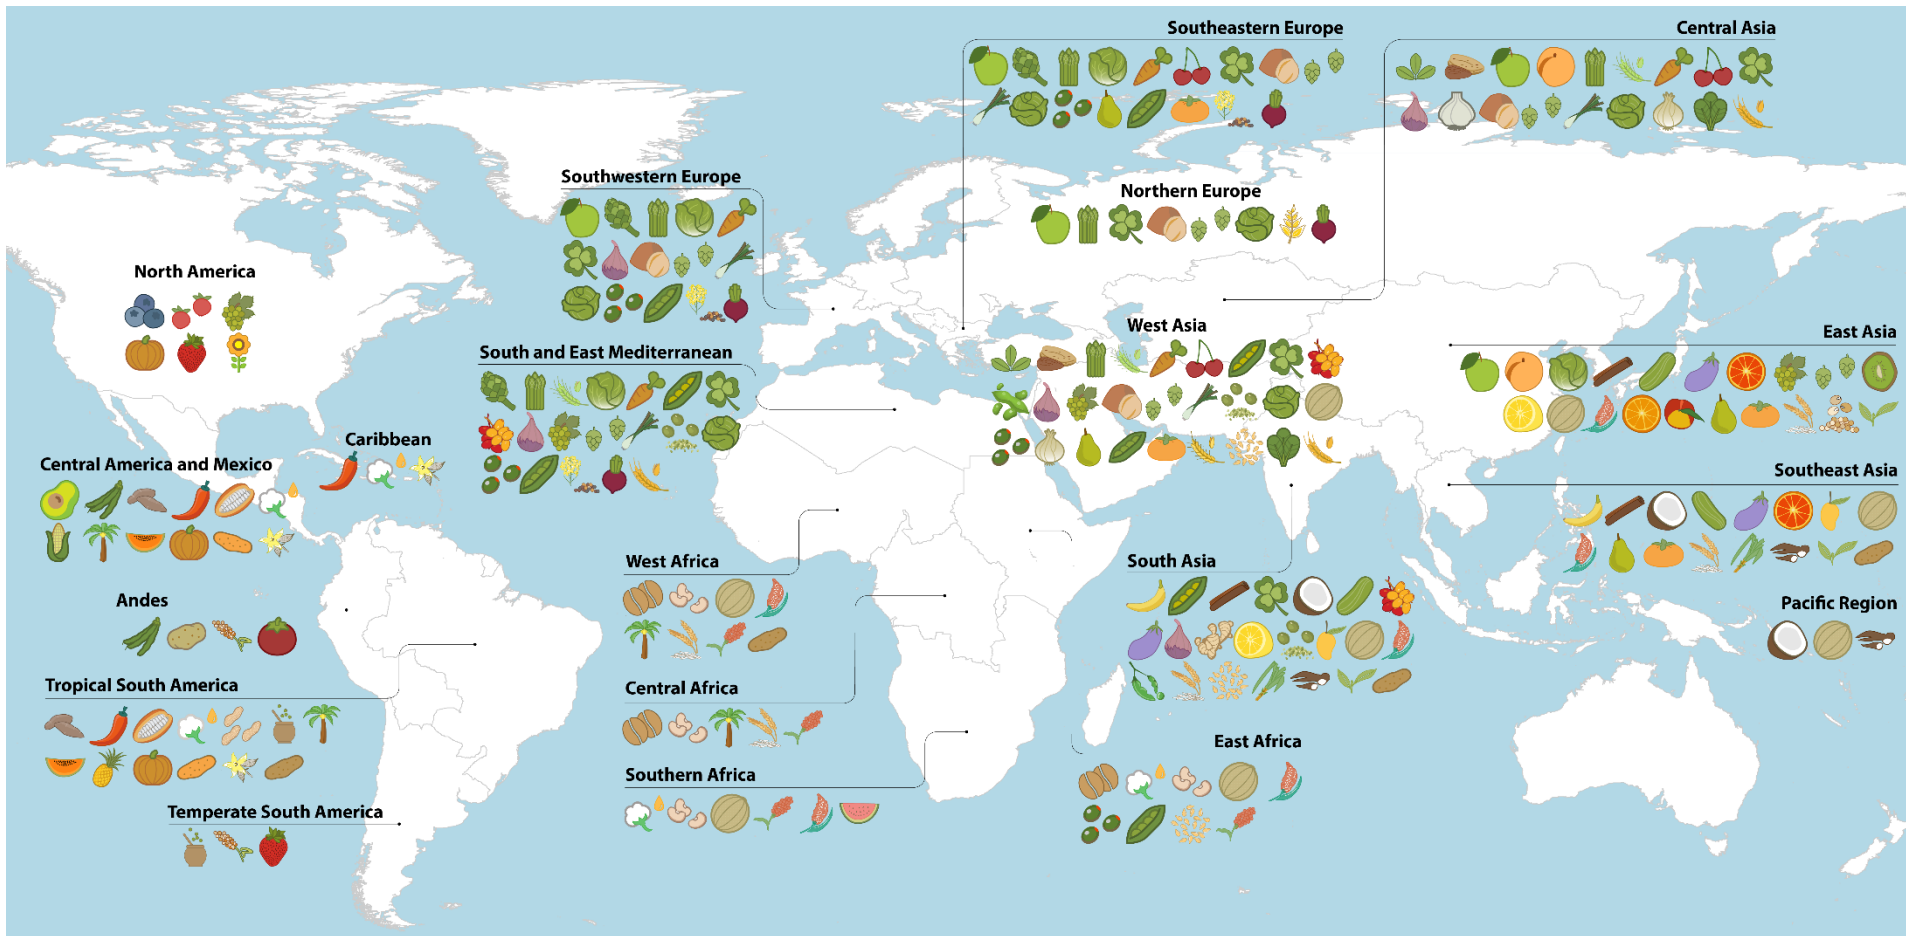 Southeastern Europe
Central Asia
Southwestern Europe
Northern Europe
North America
West Asia
East Asia
South and East Mediterranean
Caribbean
Central America and Mexico
Southeast Asia
West Africa
South Asia
Andes
Pacific Region
Tropical South America
Central Africa
East Africa
Southern Africa
Temperate South America